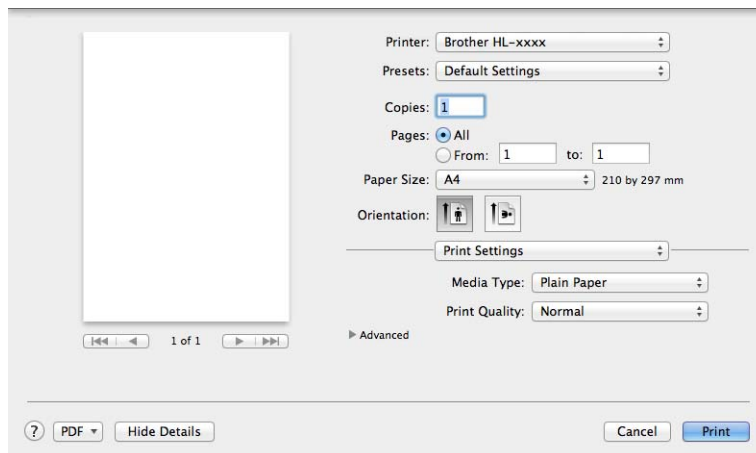 Printer: Brother HL-xxxx
Presets: Default Settings
Copies: 1
Pages: All
From: 1 to: 1
Paper Size: A4 210 by 297 mm
Orientation:
Print Settings
Media Type: Plain Paper
Print Quality: Normal
1 of 1
Advanced
? PDF Hide Details Cancel Print